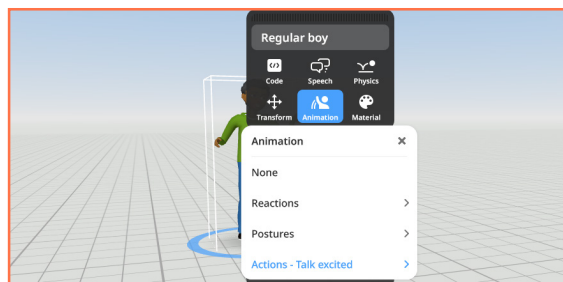 Regular boy
Code Speech Physics
Transform Animation Material
Animation
None
Reactions
Postures
Actions - Talk excited